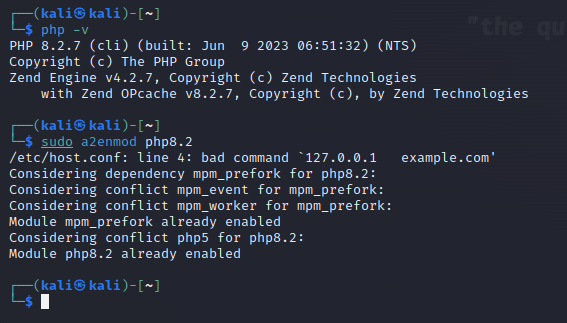 ┌──(kali㉿kali)-[~]
└─$ php -v
PHP 8.2.7 (cli) (built: Jun  9 2023 06:51:32) (NTS)
Copyright (c) The PHP Group
Zend Engine v4.2.7, Copyright (c) Zend Technologies
    with Zend OPcache v8.2.7, Copyright (c), by Zend Technologies
┌──(kali㉿kali)-[~]
└─$ sudo a2enmod php8.2
/etc/host.conf: line 4: bad command `127.0.0.1   example.com'
Considering dependency mpm_prefork for php8.2:
Considering conflict mpm_event for mpm_prefork:
Considering conflict mpm_worker for mpm_prefork:
Module mpm_prefork already enabled
Considering conflict php5 for php8.2:
Module php8.2 already enabled
┌──(kali㉿kali)-[~]
└─$
"the qu